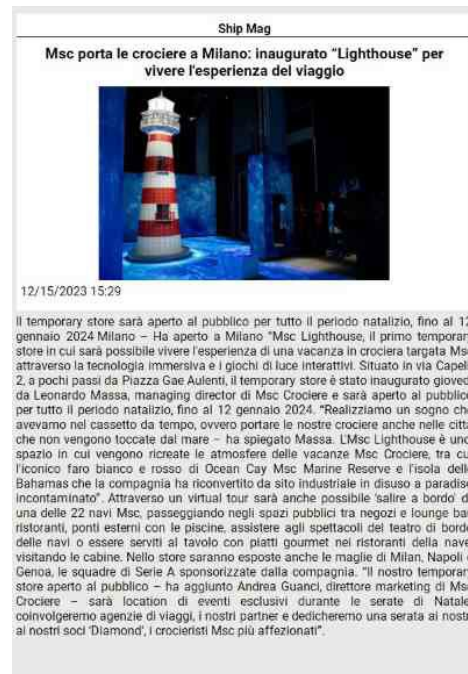 Ship Mag
Msc porta le crociere a Milano: inaugurato “Lighthouse” per
vivere l'esperienza del viaggio
12/15/2023 15:29
Il temporary store sarà aperto al pubblico per tutto il periodo natalizio, fino al 12
gennaio 2024 Milano – Ha aperto a Milano “Msc Lighthouse, il primo temporar
store in cui sarà possibile vivere l'esperienza di una vacanza in crociera targata Ms
attraverso la tecnologia immersiva e i giochi di luce interattivi. Situato in via Capel
2, a pochi passi da Piazza Gae Aulenti, il temporary store è stato inaugurato gioved
da Leonardo Massa, managing director di Msc Crociere e sarà aperto al pubblic
per tutto il periodo natalizio, fino al 12 gennaio 2024. “Realizziamo un sogno ch
avevamo nel cassetto da tempo, ovvero portare le nostre crociere anche nelle citt
che non vengono toccate dal mare – ha spiegato Massa. L'Msc Lighthouse è un
spazio in cui vengono ricreate le atmosfere delle vacanze Msc Crociere, tra cu
l'iconico faro bianco e rosso di Ocean Cay Msc Marine Reserve e l'isola dell
Bahamas che la compagnia ha riconvertito da sito industriale in disuso a paradis
incontaminato”. Attraverso un virtual tour sarà anche possibile ‘salire a bordo’ d
una delle 22 navi Msc, passeggiando negli spazi pubblici tra negozi e lounge ba
ristoranti, ponti esterni con le piscine, assistere agli spettacoli del teatro di bord
delle navi o essere serviti al tavolo con piatti gourmet nei ristoranti della nave
visitando le cabine. Nello store saranno esposte anche le maglie di Milan, Napoli
Genoa, le squadre di Serie A sponsorizzate dalla compagnia. “Il nostro temporar
store aperto al pubblico – ha aggiunto Andrea Guanci, direttore marketing di Ms
Crociere – sarà location di eventi esclusivi durante le serate di Natale
coinvolgeremo agenzie di viaggi, i nostri partner e dedicheremo una serata ai nostr
ai nostri soci ‘Diamond’, i crocieristi Msc più affezionati”.